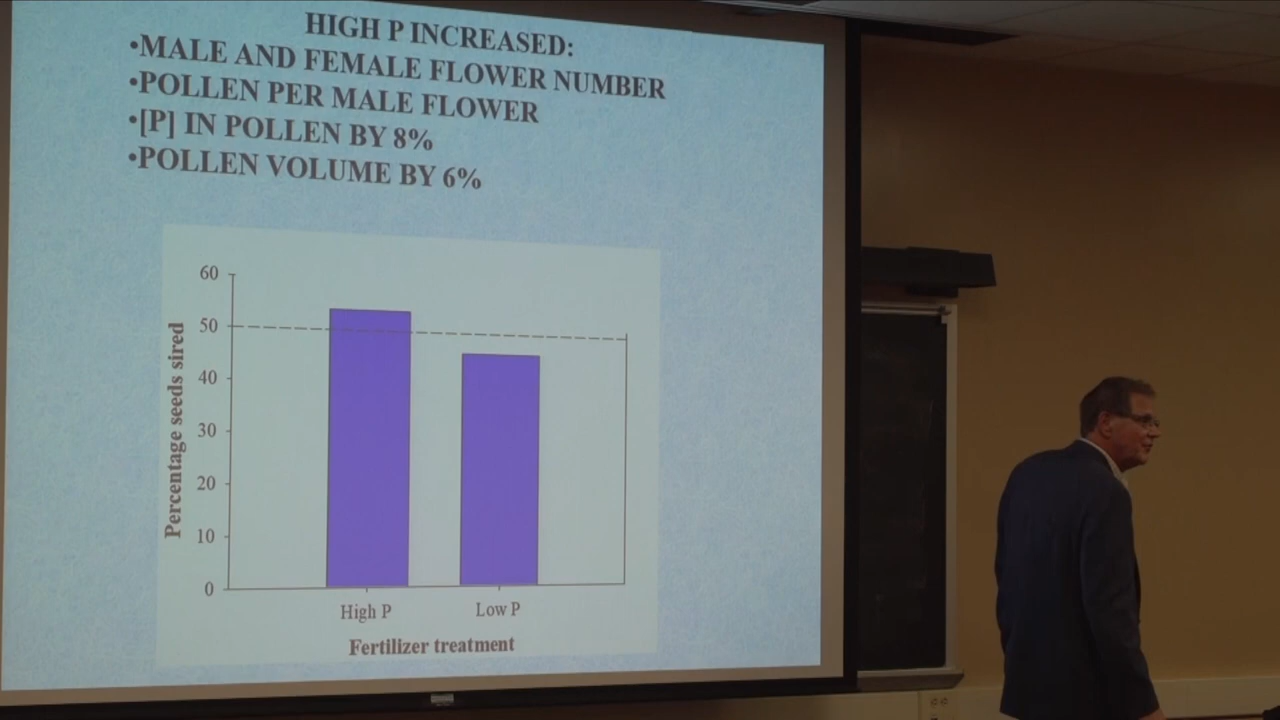 HIGH P INCREASED:
•MALE AND FEMALE FLOWER NUMBER
•POLLEN PER MALE FLOWER
•[P] IN POLLEN BY 8%
•POLLEN VOLUME BY 6%
60
50
40
30
20
10
0
Percentage seeds sired
High P Low P
Fertilizer treatment